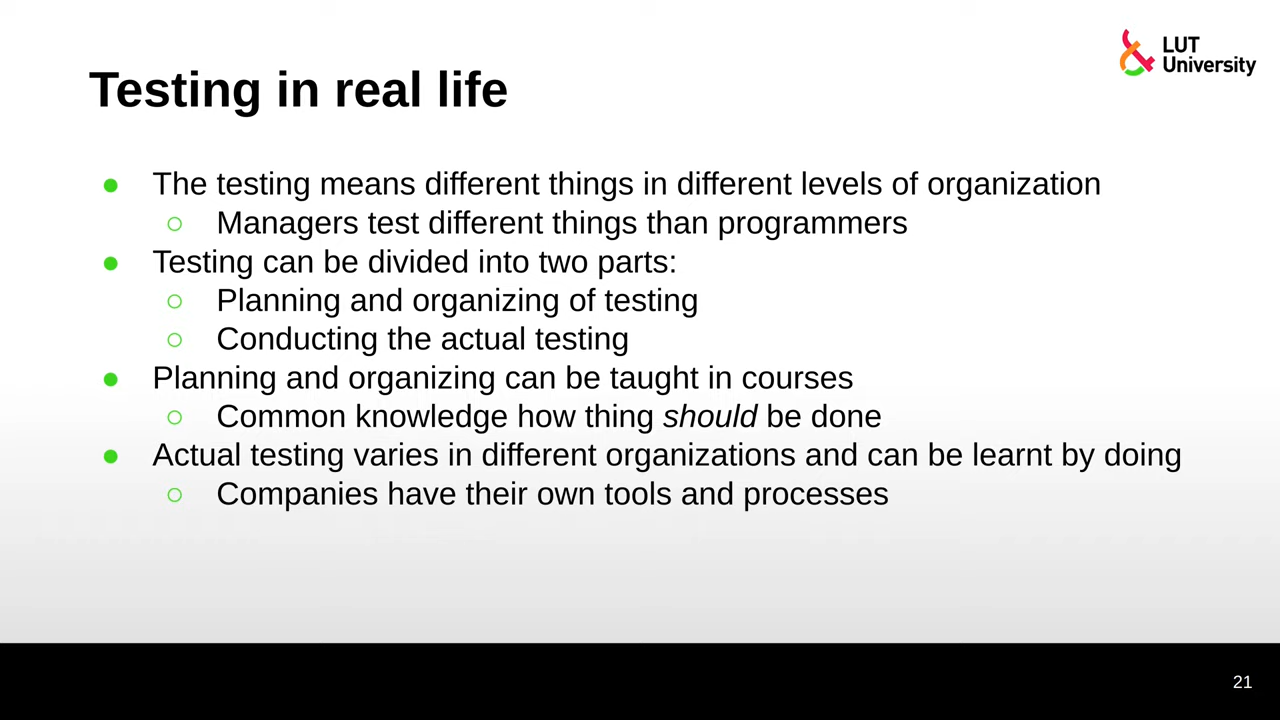 LUT
University
Testing in real life
● The testing means different things in different levels of organization
○ Managers test different things than programmers
● Testing can be divided into two parts:
○ Planning and organizing of testing
○ Conducting the actual testing
● Planning and organizing can be taught in courses
○ Common knowledge how thing should be done
● Actual testing varies in different organizations and can be learnt by doing
○ Companies have their own tools and processes
21